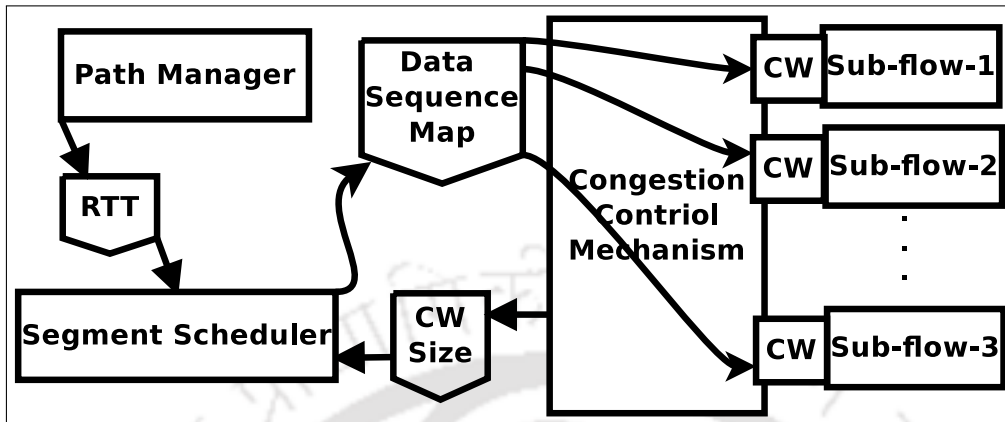 Path Manager
RTT
Segment Scheduler
Data
Sequence
Map
CW
Size
Congestion
Contriol
Mechanism
CW
Sub-flow-1
CW
Sub-flow-2
CW
Sub-flow-3